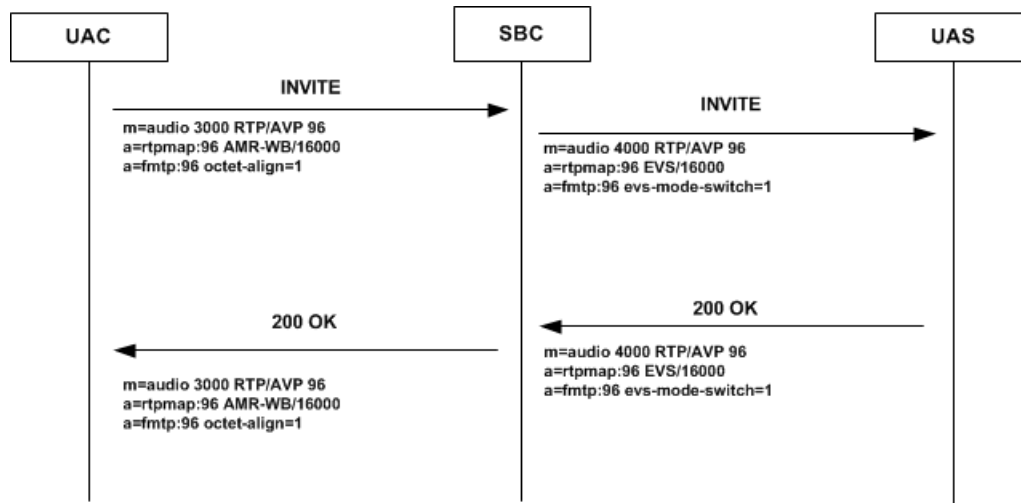 UAC
SBC
UAS
INVITE
m=audio 3000 RTP/AVP 96
a=rtpmap:96 AMR-WB/16000
a=fmtp:96 octet-align=1
INVITE
m=audio 4000 RTP/AVP 96
a=rtpmap:96 EVS/16000
a=fmtp:96 evs-mode-switch=1
200 OK
m=audio 4000 RTP/AVP 96
a=rtpmap:96 EVS/16000
a=fmtp:96 evs-mode-switch=1
200 OK
m=audio 3000 RTP/AVP 96
a=rtpmap:96 AMR-WB/16000
a=fmtp:96 octet-align=1